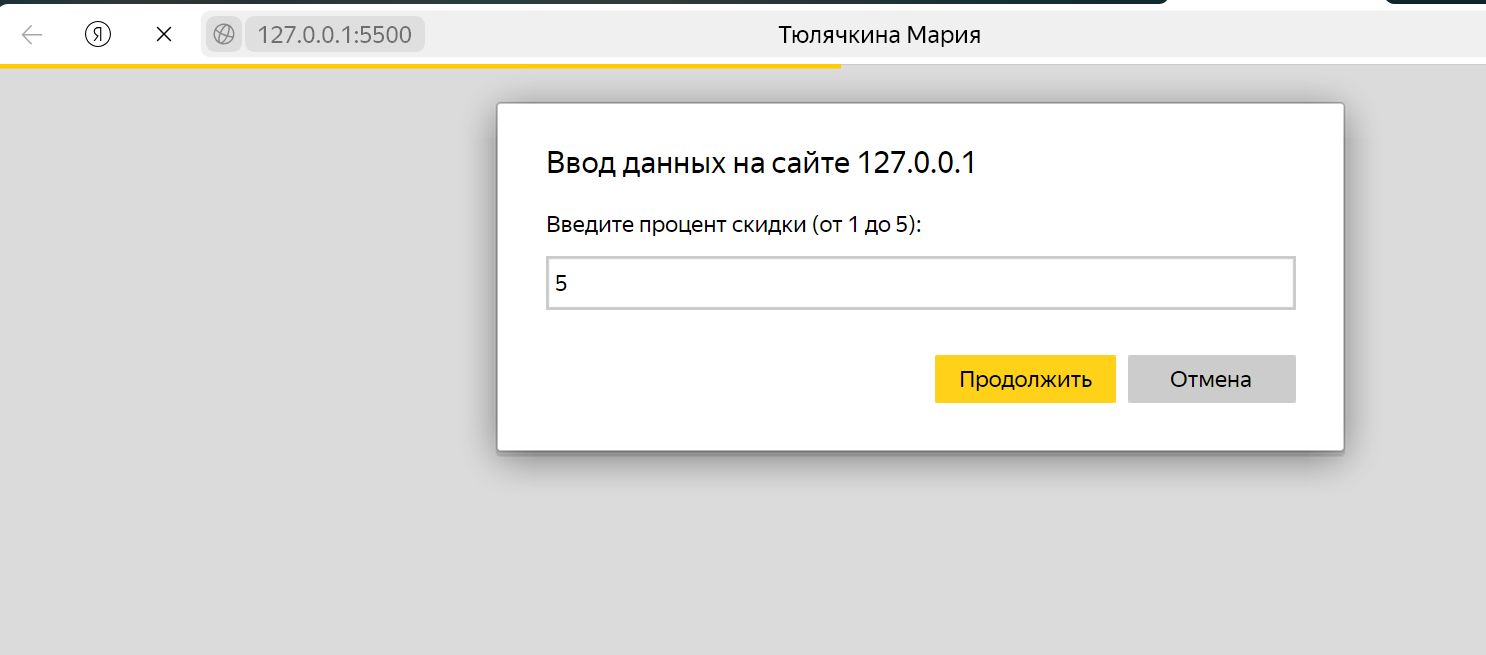 Я 127.0.0.1:5500 Тюлячкина Мария
Ввод данных на сайте 127.0.0.1
Введите процент скидки (от 1 до 5):
5
Продолжить Отмена